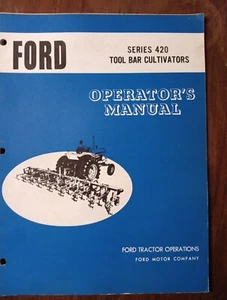 FORD
SERIES 420
TOOL BAR CULTIVATORS
OPERATOR'S
MANUAL
FORD TRACTOR OPERATIONS
FORD MOTOR COMPANY